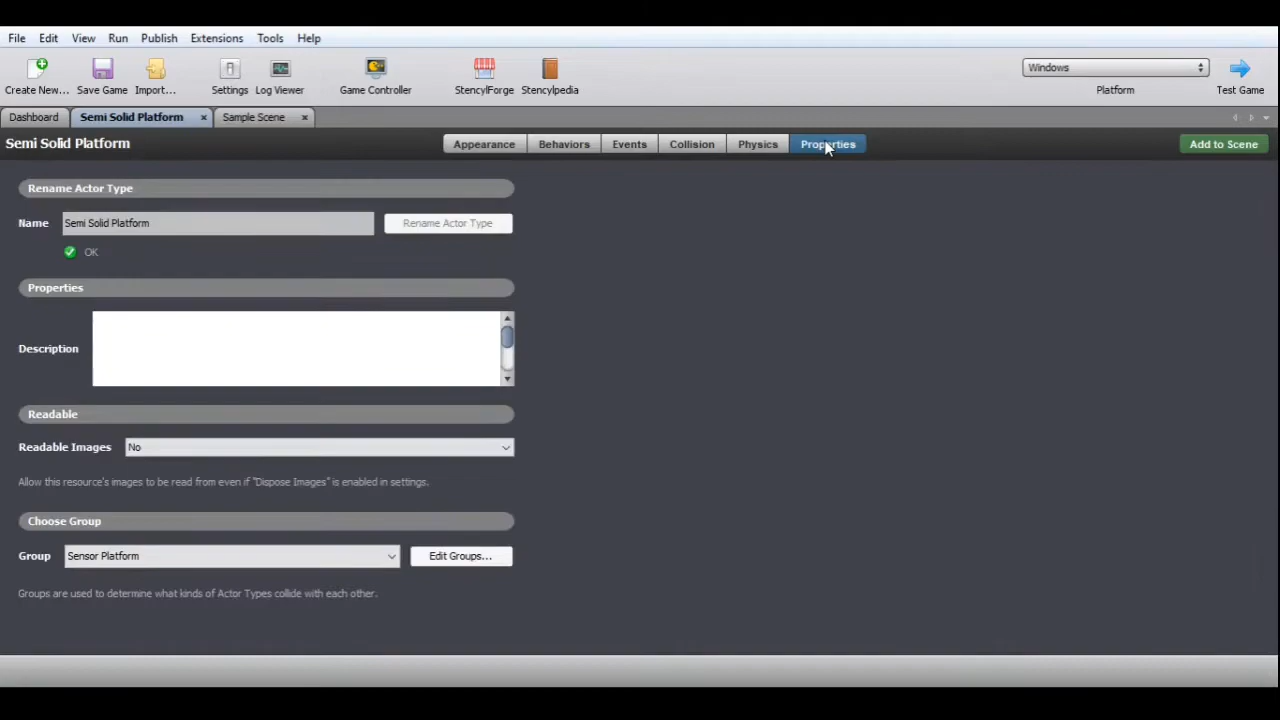 File Edit View Run Publish Extensions Tools Help
Create New... Save Game Import... Settings Log Viewer Game Controller StencylForge Stencylpedia Windows Platform Test Game
Dashboard Semi Solid Platform Sample Scene
Semi Solid Platform Appearance Behaviors Events Collision Physics Properties Add to Scene
Rename Actor Type
Name Semi Solid Platform Rename Actor Type
OK
Properties
Description
Readable
Readable Images No
Allow this resource's images to be read from even if "Dispose Images" is enabled in settings.
Choose Group
Group Sensor Platform Edit Groups...
Groups are used to determine what kinds of Actor Types collide with each other.